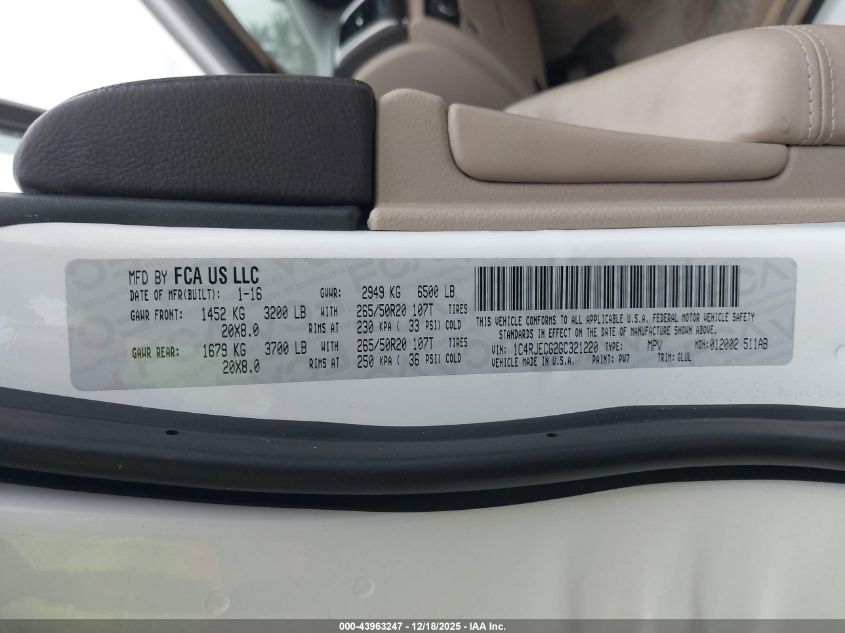 MFD BY FCA US LLC
DATE OF MFR(BUILT): 1-16 GVWR: 2949 KG 6500 LB
GAWR FRONT: 1452 KG 3200 LB WITH 265/50R20 107T TIRES
20X8.0 RIMS AT 230 KPA ( 33 PSI) COLD
GAWR REAR: 1679 KG 3700 LB WITH 265/50R20 107T TIRES
20X8.0 RIMS AT 250 KPA ( 36 PSI) COLD
THIS VEHICLE CONFORMS TO ALL APPLICABLE U.S.A. FEDERAL MOTOR VEHICLE SAFETY
STANDARDS IN EFFECT ON THE DATE OF MANUFACTURE SHOWN ABOVE.
VIN: 1C4RJECG2GC321220 TYPE: MPV MDH:012002 511AB
VEHICLE MADE IN U.S.A. PAINT: PW7 TRIM: GLUL
000-43963247 - 12/18/2025 - IAA Inc.